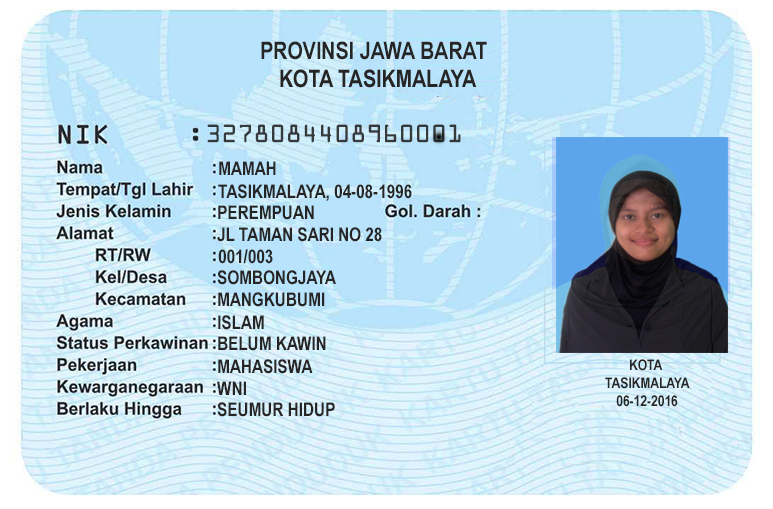 PROVINSI JAWA BARAT
KOTA TASIKMALAYA
NIK : 3278084408960001
Nama : MAMAH
Tempat/Tgl Lahir : TASIKMALAYA, 04-08-1996
Jenis Kelamin : PEREMPUAN Gol. Darah :
Alamat : JL TAMAN SARI NO 28
RT/RW : 001/003
Kel/Desa : SOMBONGJAYA
Kecamatan : MANGKUBUMI
Agama : ISLAM
Status Perkawinan : BELUM KAWIN
Pekerjaan : MAHASISWA
Kewarganegaraan : WNI
Berlaku Hingga : SEUMUR HIDUP
KOTA
TASIKMALAYA
06-12-2016